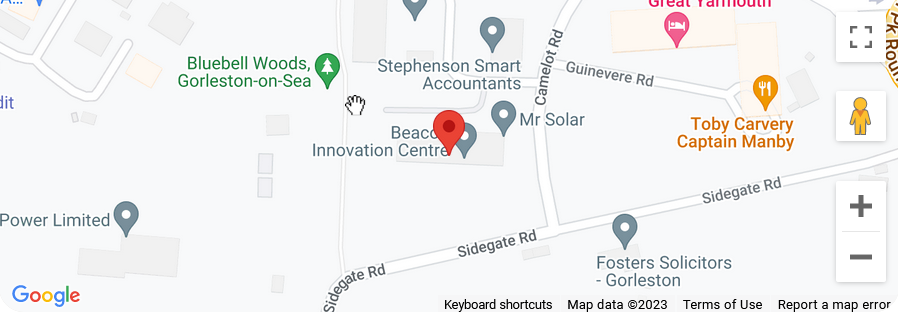 Great Yarmouth
Stephenson Smart
Accountants
Bluebell Woods,
Gorleston-on-Sea
Camelot Rd
Guinevere Rd
Mr Solar
Toby Carvery
Captain Manby
Innovation Centre
Sidegate Rd
Power Limited
Sidegate Rd
Fosters Solicitors
- Gorleston
Sidegate Rd
Google
Keyboard shortcuts
Map data ©2023
Terms of Use
Report a map error